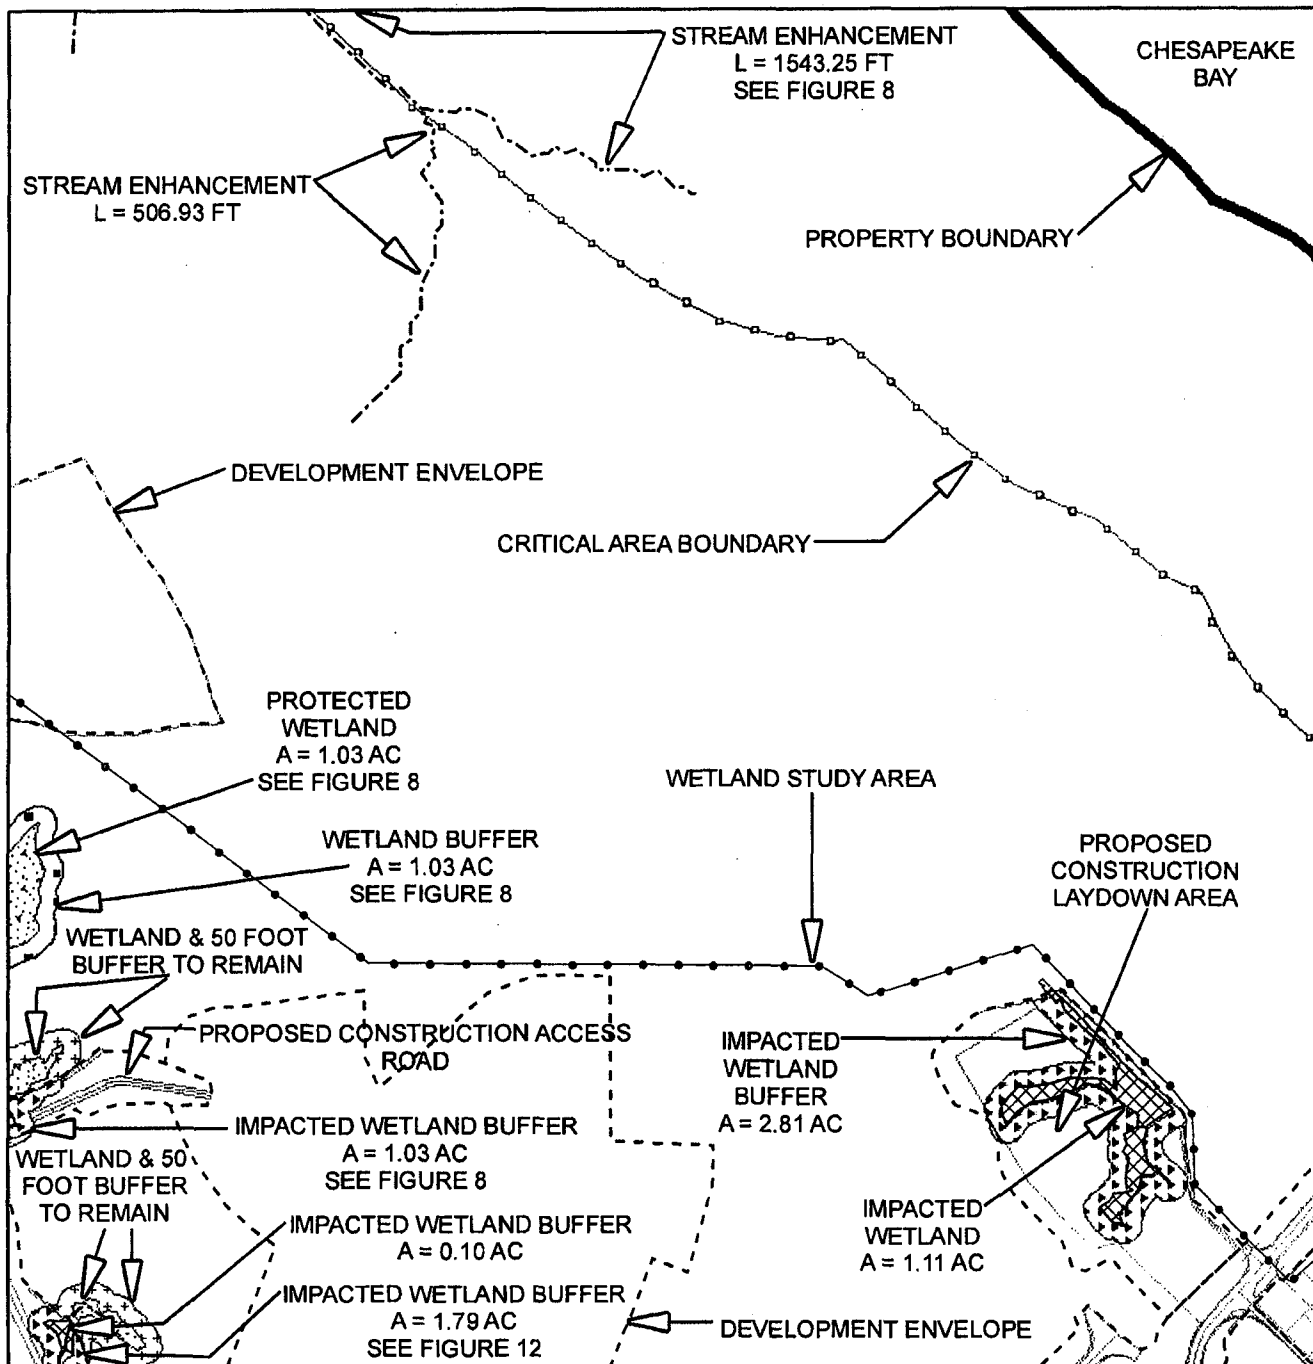 STREAM ENHANCEMENT
L = 1543.25 FT
SEE FIGURE 8
CHESAPEAKE
BAY
STREAM ENHANCEMENT
L = 506.93 FT
PROPERTY BOUNDARY
DEVELOPMENT ENVELOPE
CRITICAL AREA BOUNDARY
PROTECTED
WETLAND
A = 1.03 AC
SEE FIGURE 8
WETLAND STUDY AREA
WETLAND BUFFER
A = 1.03 AC
SEE FIGURE 8
PROPOSED
CONSTRUCTION
LAYDOWN AREA
WETLAND & 50 FOOT
BUFFER TO REMAIN
PROPOSED CONSTRUCTION ACCESS
ROAD
IMPACTED
WETLAND
BUFFER
A = 2.81 AC
IMPACTED WETLAND BUFFER
A = 1.03 AC
SEE FIGURE 8
WETLAND & 50
FOOT BUFFER
TO REMAIN
IMPACTED
WETLAND
A = 1.11 AC
IMPACTED WETLAND BUFFER
A = 0.10 AC
IMPACTED WETLAND BUFFER
A = 1.79 AC
SEE FIGURE 12
DEVELOPMENT ENVELOPE